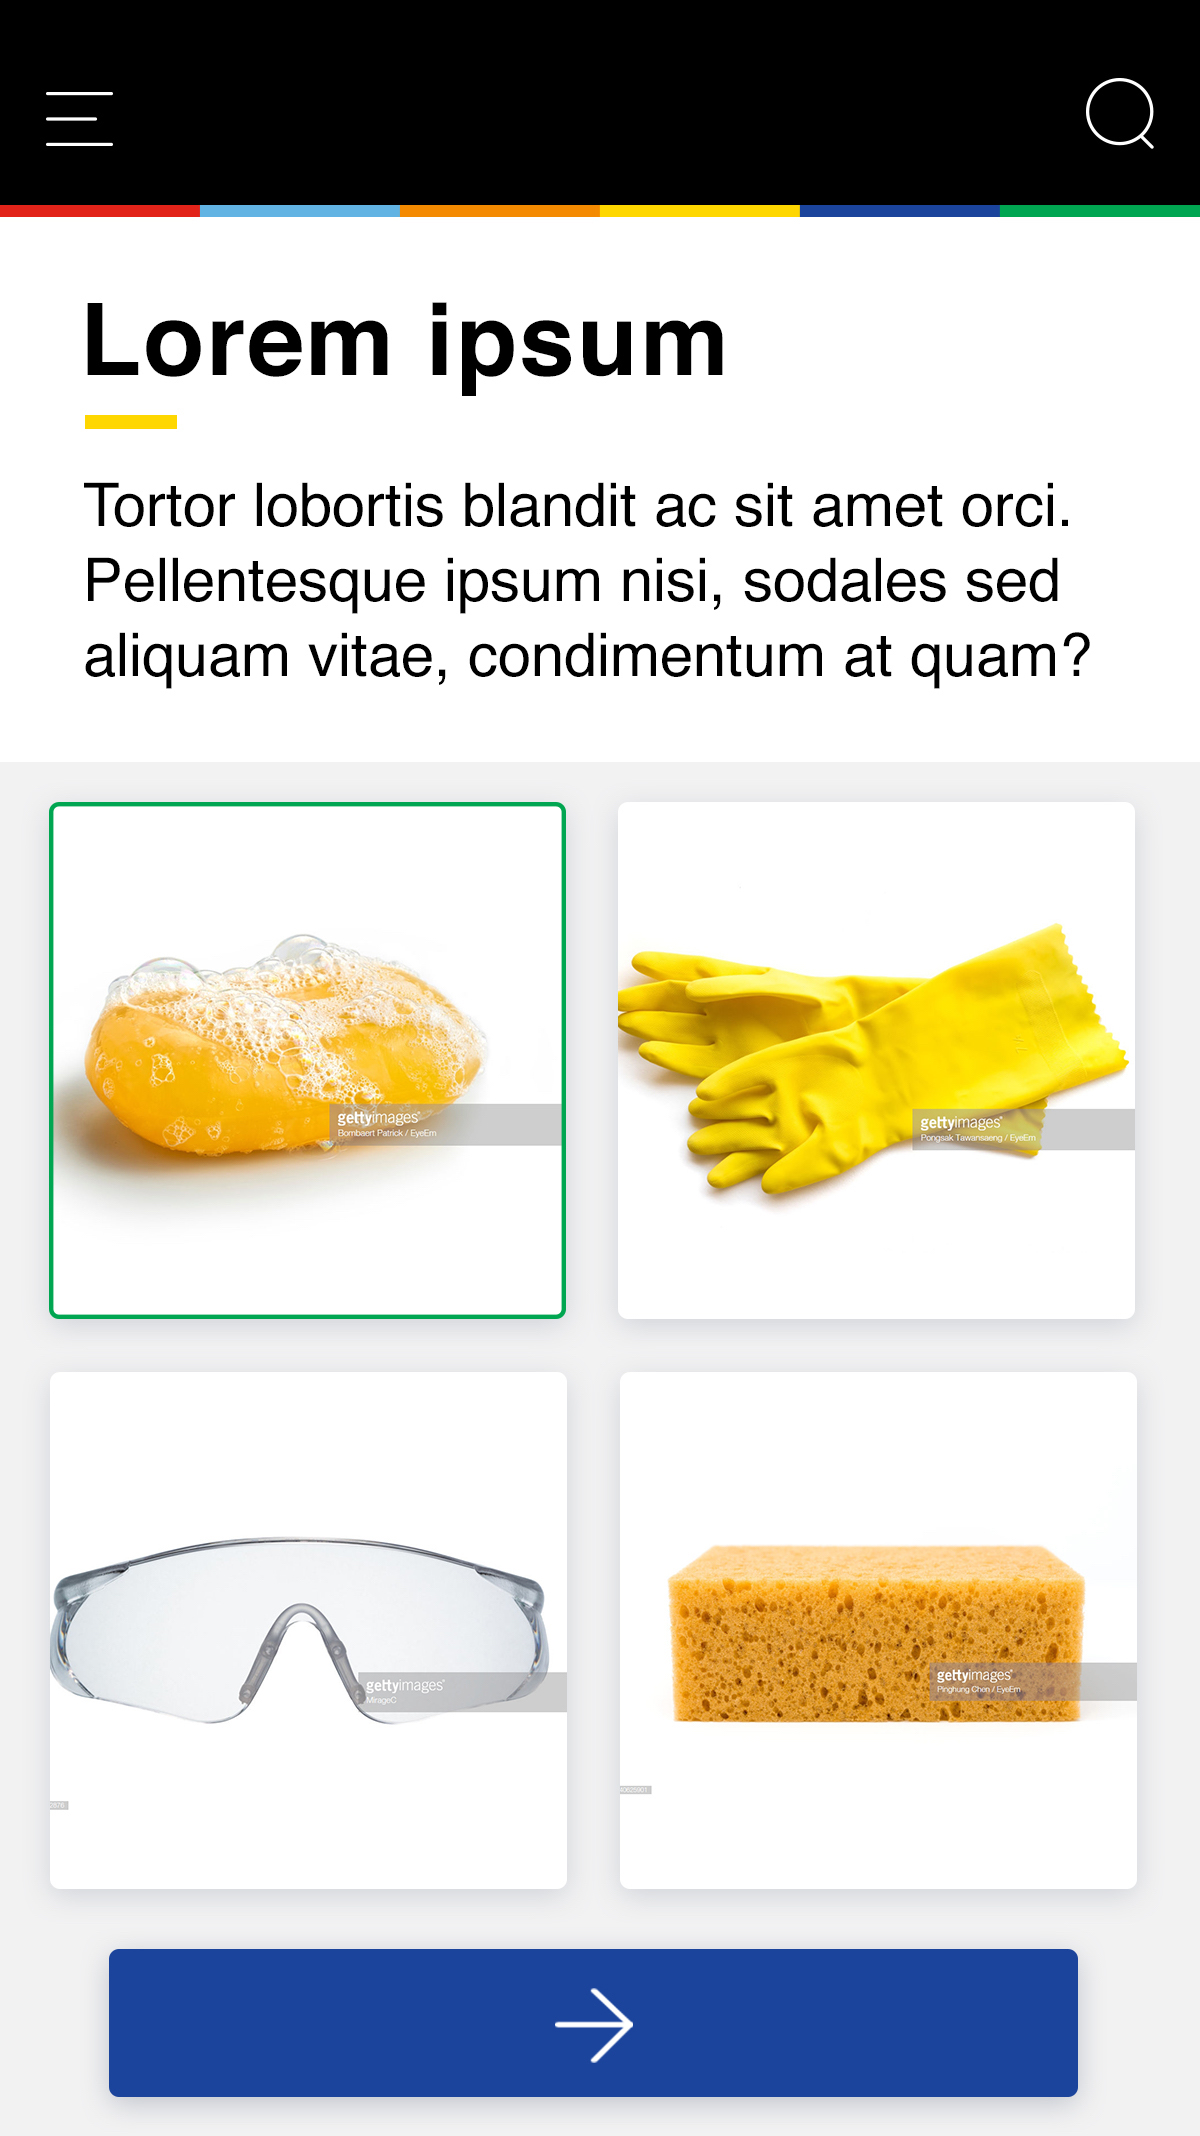 Lorem ipsum
Tortor lobortis blandit ac sit amet orci.
Pellentesque ipsum nisi, sodales sed
aliquam vitae, condimentum at quam?
gettyimages®
Bombaert Patrick / EyeEm
gettyimages®
Pongsak Tawansaeng / EyeEm
gettyimages®
MirageC
gettyimages®
Pinghung Chen / EyeEm